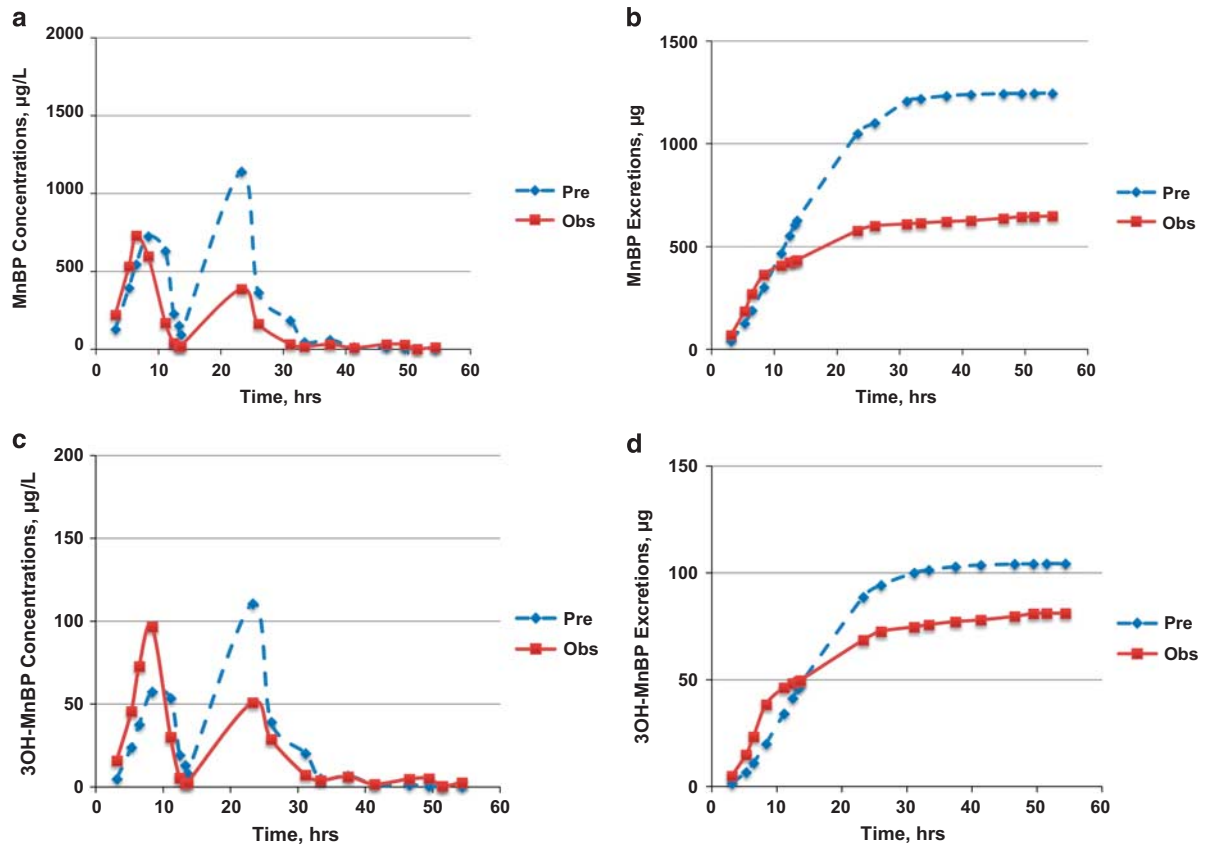 a
2000
1500
1000
500
0
0 10 20 30 40 50 60
MnBP Concentrations, µg/L
Time, hrs
Pre
Obs
b
1500
1000
500
0
0 10 20 30 40 50 60
MnBP Excretions, µg
Time, hrs
Pre
Obs
c
200
150
100
50
0
0 10 20 30 40 50 60
3OH-MnBP Concentrations, µg/L
Time, hrs
Pre
Obs
d
150
100
50
0
0 10 20 30 40 50 60
3OH-MnBP Excretions, µg
Time, hrs
Pre
Obs